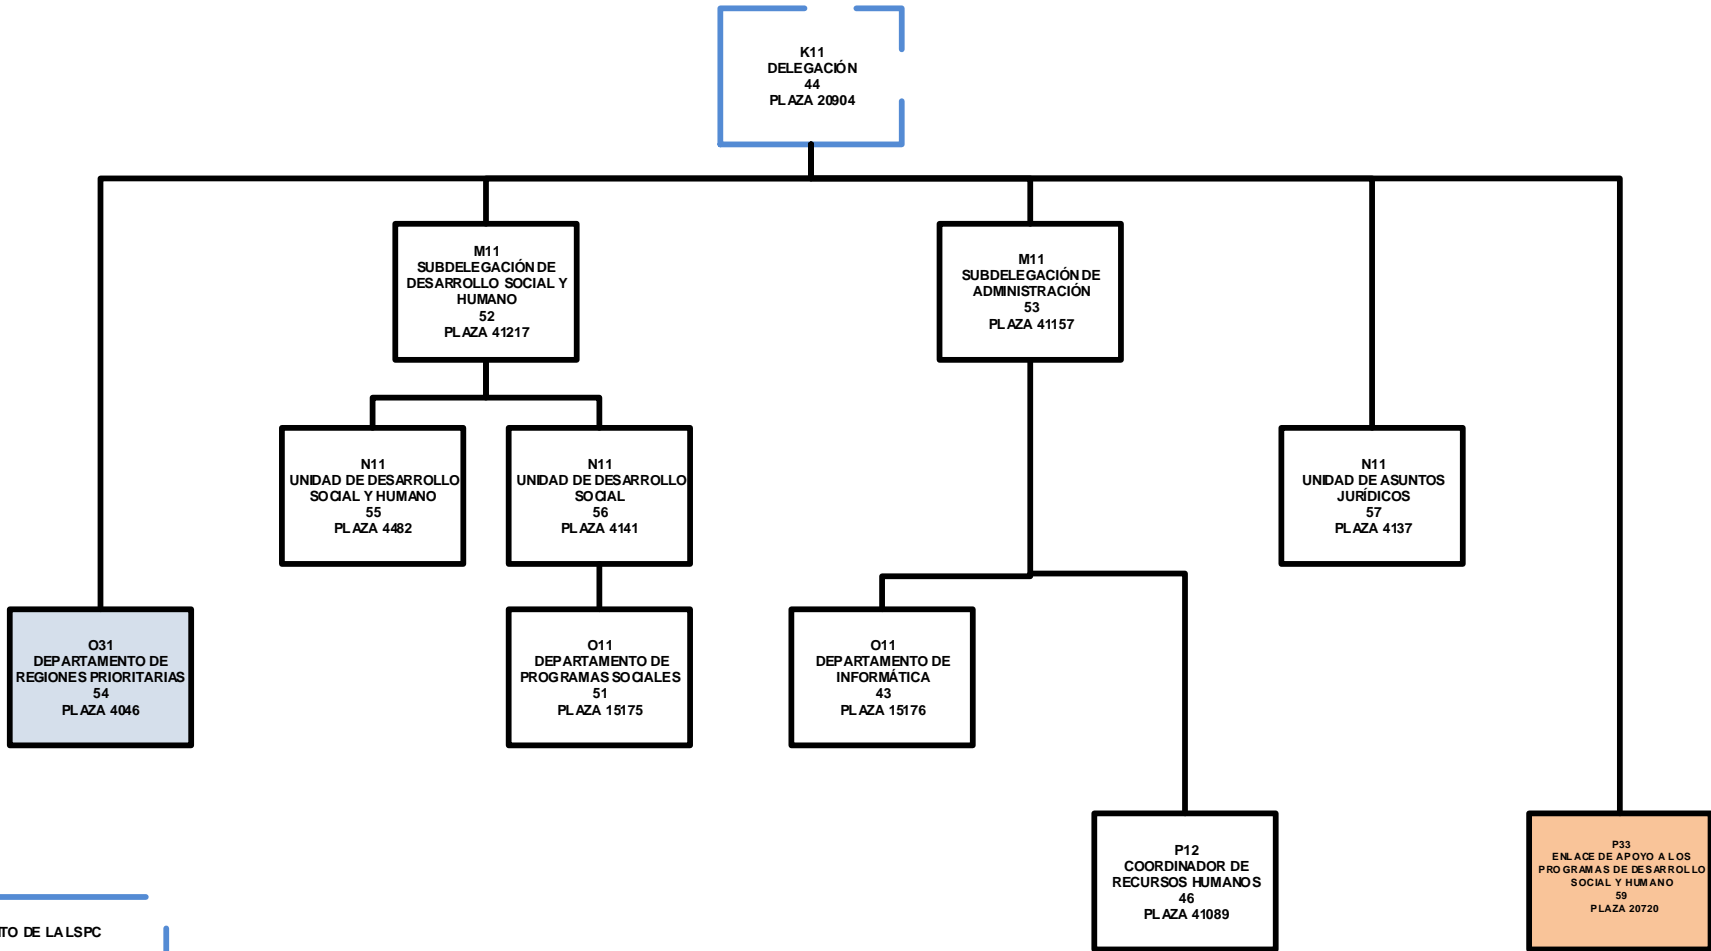 K11
DELEGACIÓN
44
PLAZA 20904
M11
SUBDELEGACIÓN DE
DESARROLLO SOCIAL Y
HUMANO
52
PLAZA 41217
M11
SUBDELEGACIÓN DE
ADMINISTRACIÓN
53
PLAZA 41157
N11
UNIDAD DE DESARROLLO
SOCIAL Y HUMANO
55
PLAZA 4482
N11
UNIDAD DE DESARROLLO
SOCIAL
56
PLAZA 4141
N11
UNIDAD DE ASUNTOS
JURÍDICOS
57
PLAZA 4137
O31
DEPARTAMENTO DE
REGIONES PRIORITARIAS
54
PLAZA 4046
O11
DEPARTAMENTO DE
PROGRAMAS SOCIALES
51
PLAZA 15175
O11
DEPARTAMENTO DE
INFORMÁTICA
43
PLAZA 15176
P12
COORDINADOR DE
RECURSOS HUMANOS
46
PLAZA 41089
P33
ENLACE DE APOYO A LOS
PROGRAMAS DE DESARROLLO
SOCIAL Y HUMANO
59
PLAZA 20720
TO DE LA LSPC